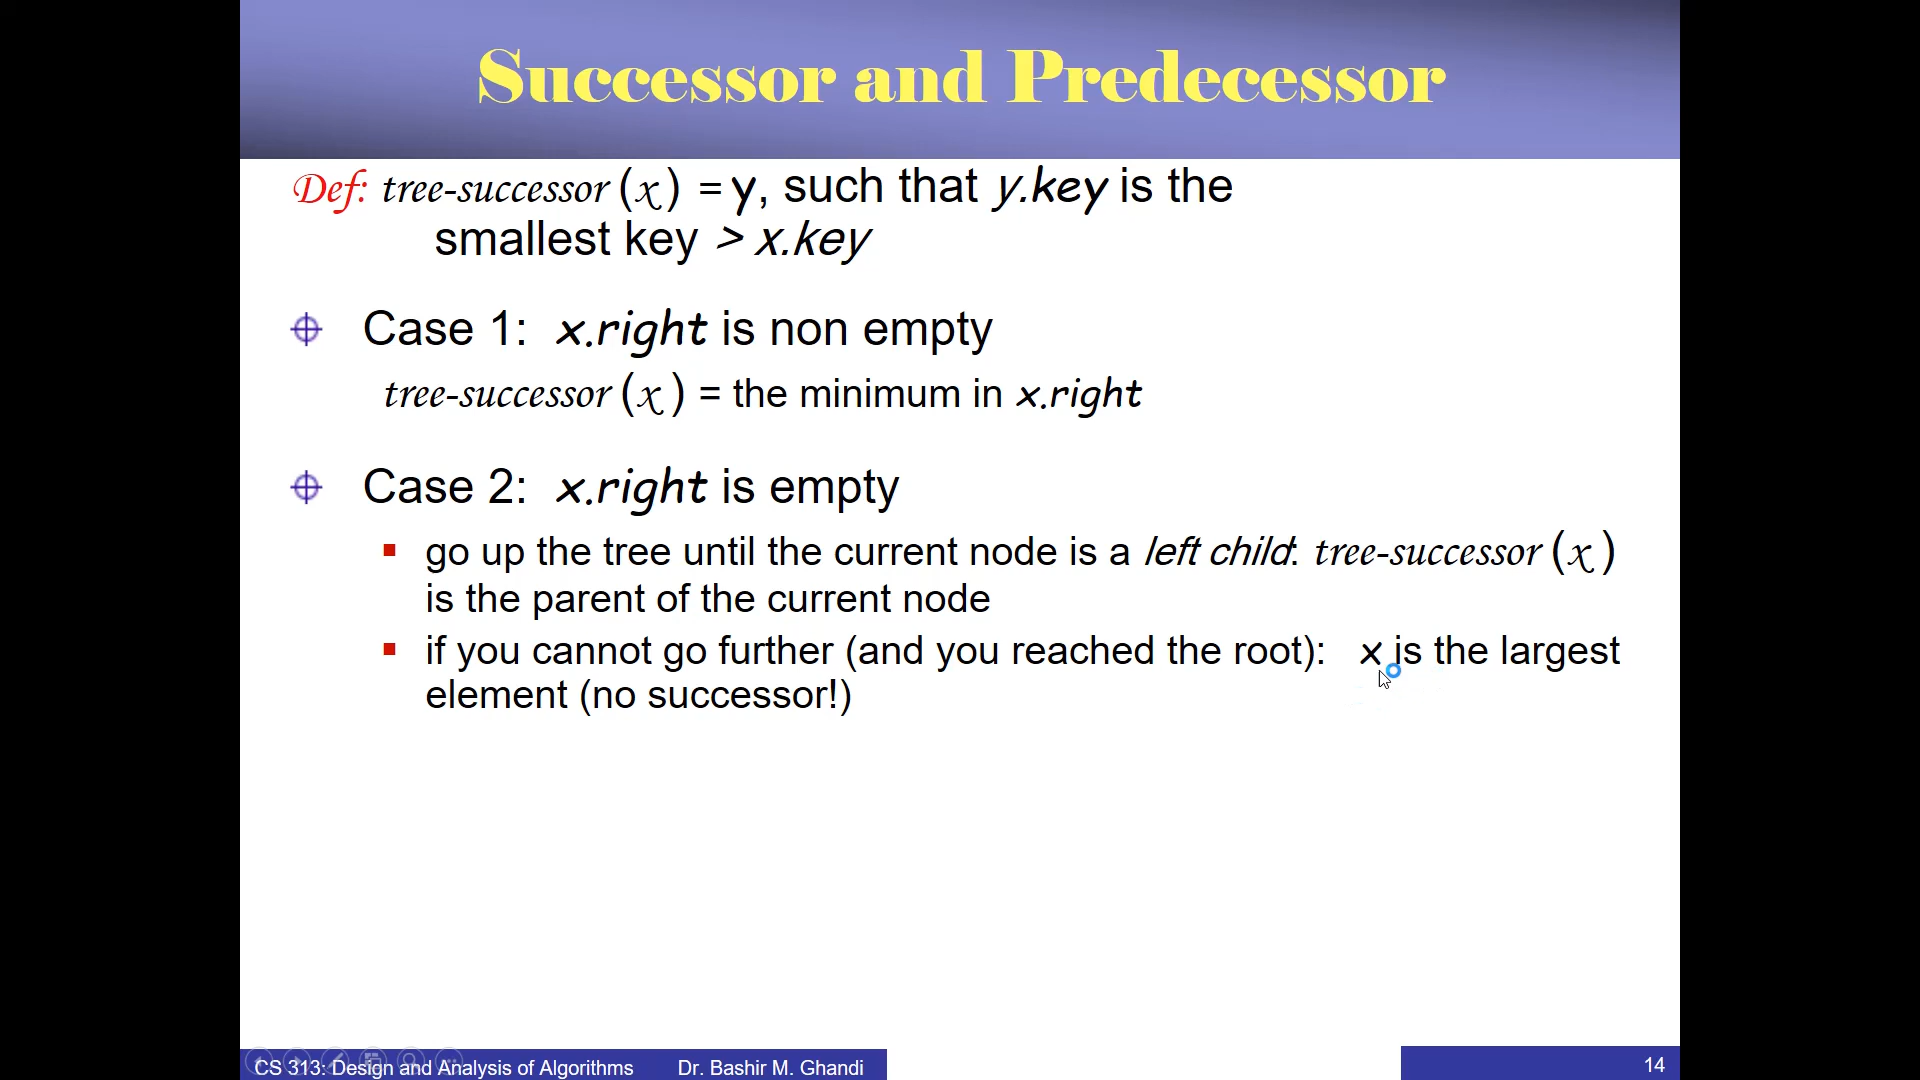 Successor and Predecessor
Def: tree-successor (x) = y, such that y.key is the
smallest key > x.key
Case 1: x.right is non empty
tree-successor (x) = the minimum in x.right
Case 2: x.right is empty
go up the tree until the current node is a left child: tree-successor (x)
is the parent of the current node
if you cannot go further (and you reached the root): x is the largest
element (no successor!)
CS 313: Design and Analysis of Algorithms Dr. Bashir M. Ghandi
14